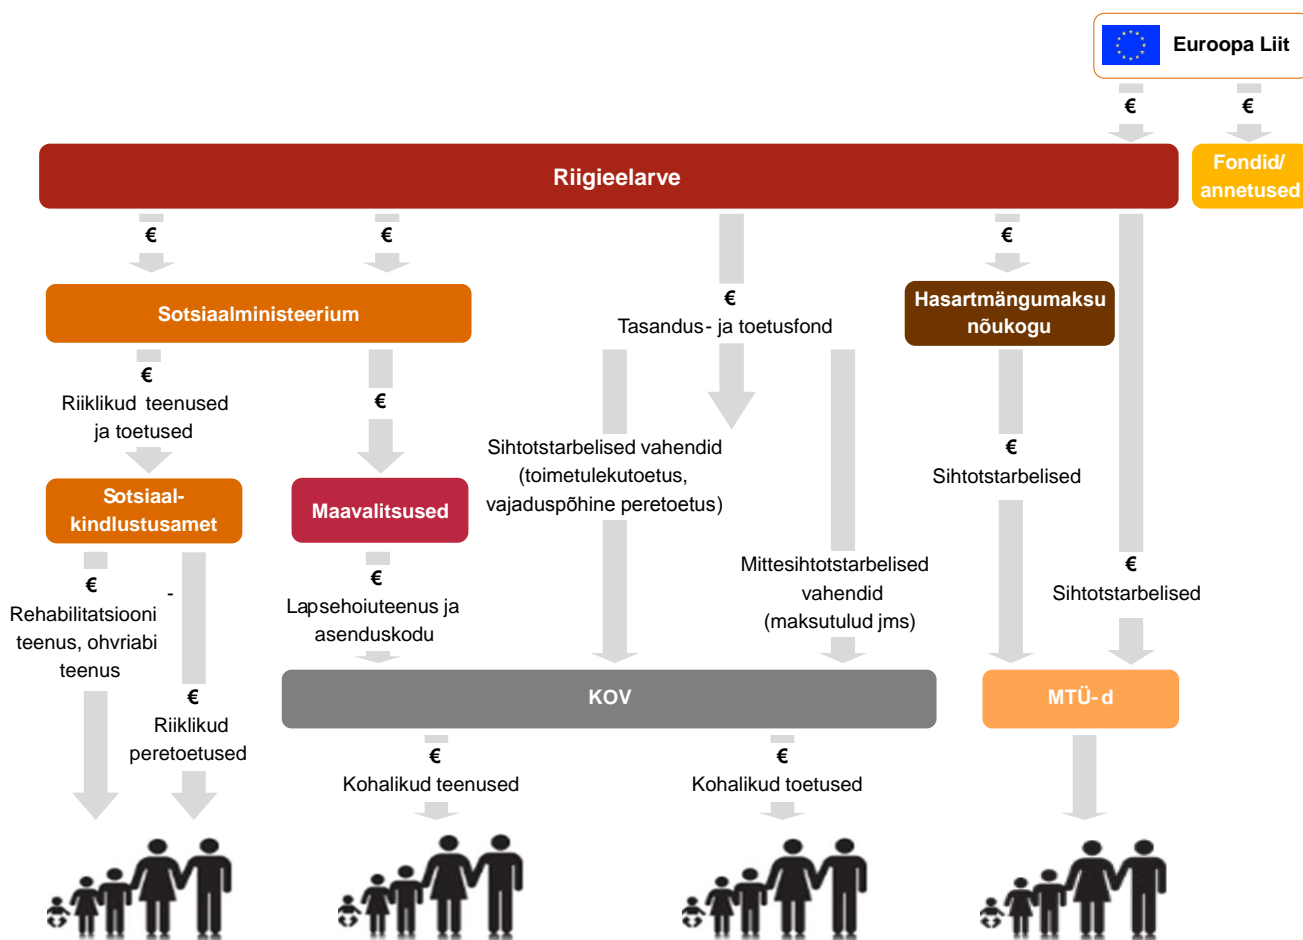 Euroopa Liit
€
€
Riigieelarve
Fondid/
annetused
€
€
€
€
Tasandus- ja toetusfond
Sotsiaalministeerium
Hasartmängumaksu
nõukogu
€
Riiklikud teenused
ja toetused
€
Sihtotstarbelised vahendid
(toimetulekutoetus,
vajaduspõhine peretoetus)
€
Sihtotstarbelised
Sotsiaal-
kindlustusamet
Maavalitsused
€
Rehabilitatsiooni
teenus, ohvriabi
teenus
-
€
Lapsehoiuteenus ja
asenduskodu
Mittesihtotstarbelised
vahendid
(maksutulud jms)
€
Sihtotstarbelised
€
Riiklikud
peretoetused
KOV
MTÜ- d
€
Kohalikud teenused
€
Kohalikud toetused